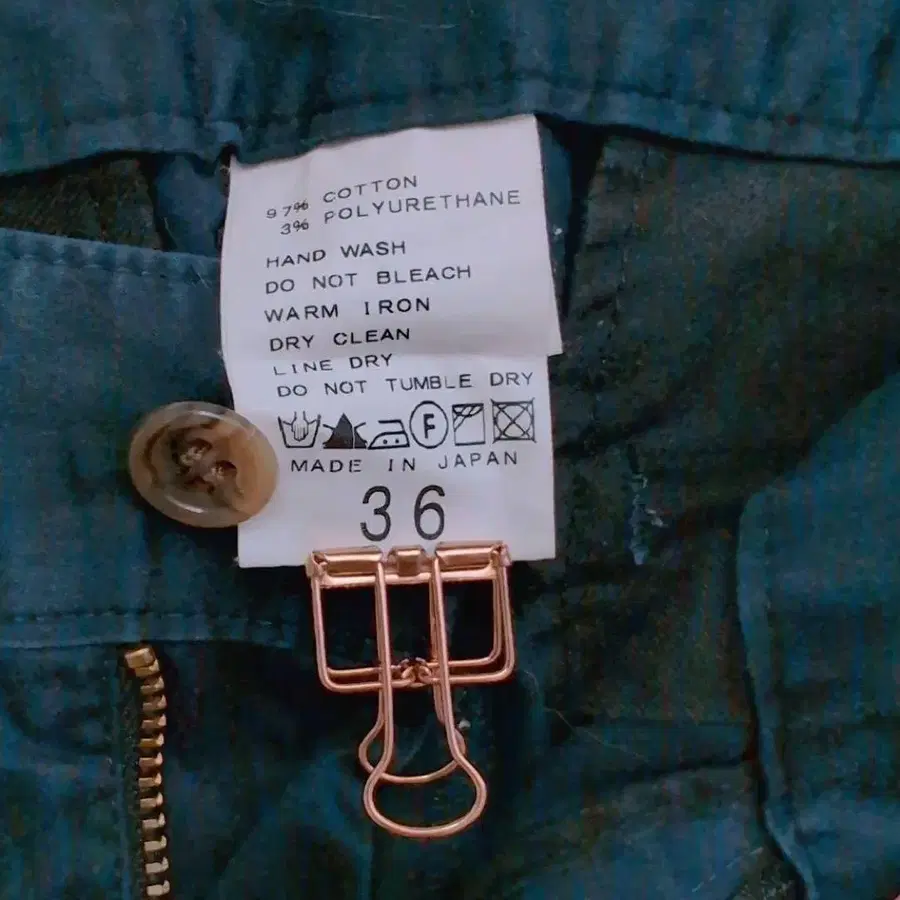 97% COTTON
3% POLYURETHANE
HAND WASH
DO NOT BLEACH
WARM IRON
DRY CLEAN
LINE DRY
DO NOT TUMBLE DRY
F
MADE IN JAPAN
36